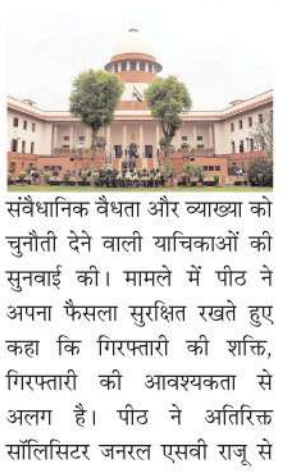 संवैधानिक वैधता और व्याख्या को
चुनौती देने वाली याचिकाओं की
सुनवाई की। मामले में पीठ ने
अपना फैसला सुरक्षित रखते हुए
कहा कि गिरफ्तारी की शक्ति,
गिरफ्तारी की आवश्यकता से
अलग है। पीठ ने अतिरिक्त
सॉलिसिटर जनरल एसवी राजू से